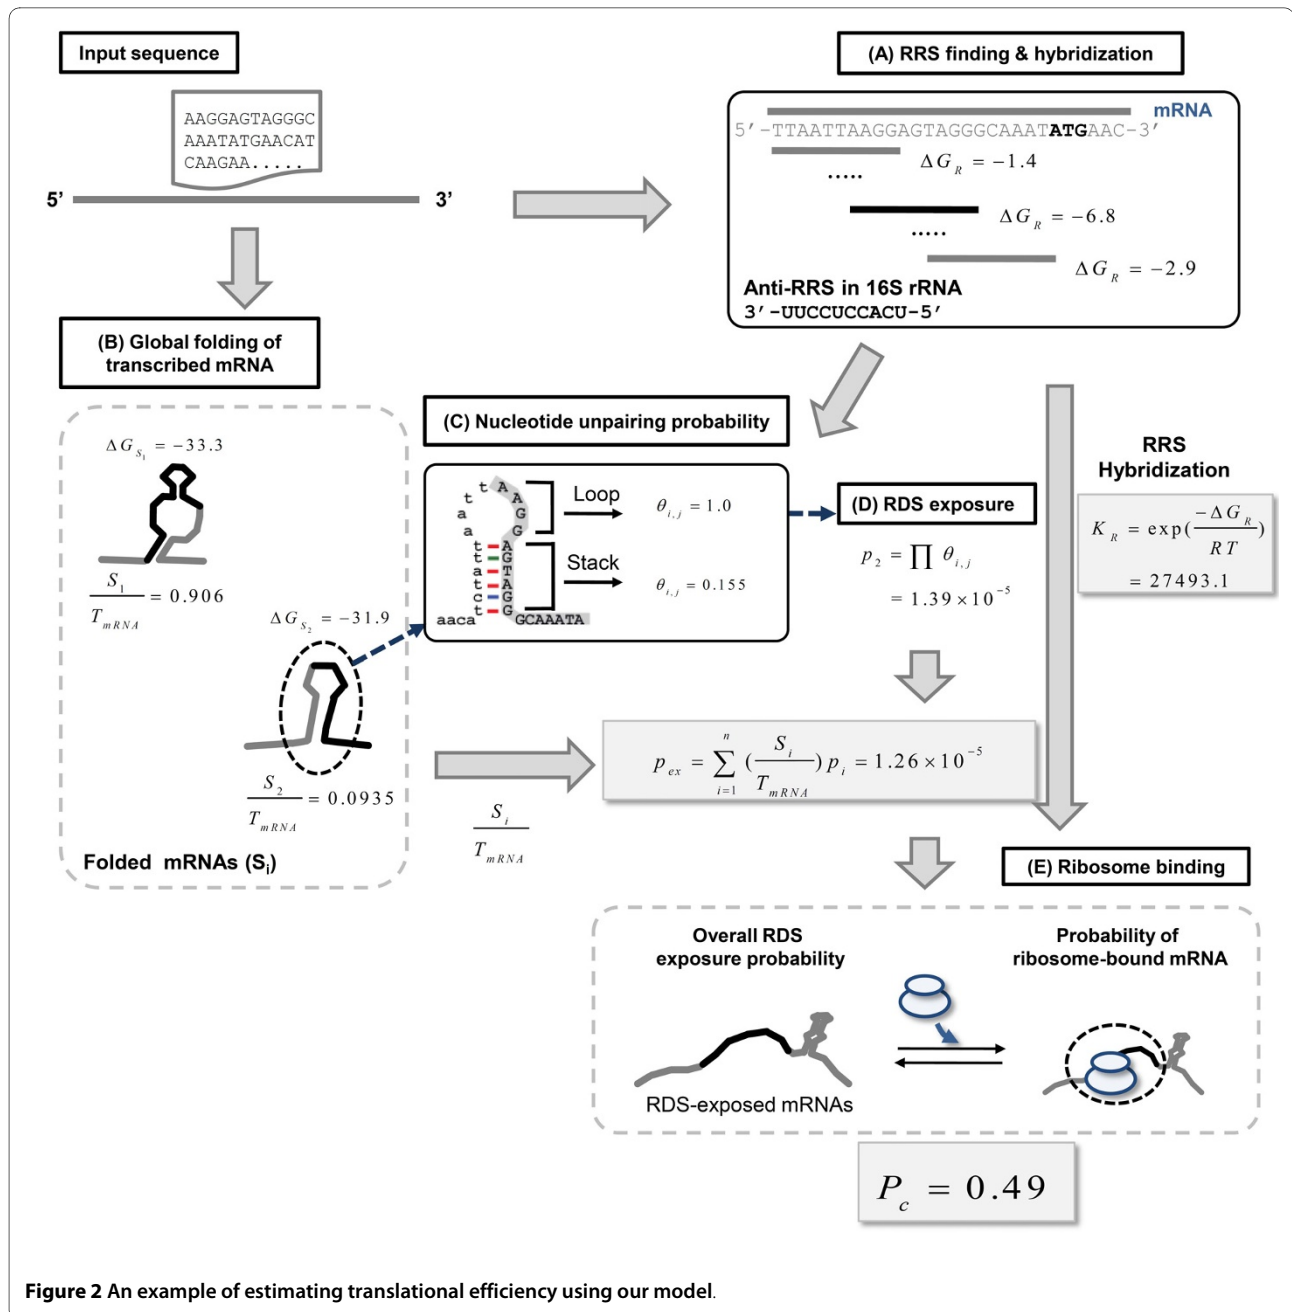 Input sequence
AAGGAGTAGGGC
AAATATGAACAT
CAAGAA.....
5’ 3’
(A) RRS finding & hybridization
mRNA
5’-TTAATTAAGGAGTAGGGCAAATATGAAC-3’
ΔG_R = −1.4
.....
ΔG_R = −6.8
.....
ΔG_R = −2.9
Anti-RRS in 16S rRNA
3’-UUCCUCCACU-5’
(B) Global folding of
transcribed mRNA
ΔG_S1 = −33.3
S_1 / T_mRNA = 0.906
ΔG_S2 = −31.9
S_2 / T_mRNA = 0.0935
Folded mRNAs (S_i)
(C) Nucleotide unpairing probability
t t A A
a G
a G
t A
t G
a T
t A
c G
t G
aaca GCAAATA
Loop
θ_i,j = 1.0
Stack
θ_i,j = 0.155
(D) RDS exposure
p_2 = ∏ θ_i,j
= 1.39 × 10^−5
RRS
Hybridization
K_R = exp(−ΔG_R / RT)
= 27493.1
S_i / T_mRNA
p_ex = ∑_{i=1}^{n} (S_i / T_mRNA) p_i = 1.26 × 10^−5
(E) Ribosome binding
Overall RDS
exposure probability
Probability of
ribosome-bound mRNA
RDS-exposed mRNAs
P_c = 0.49
Figure 2 An example of estimating translational efficiency using our model.